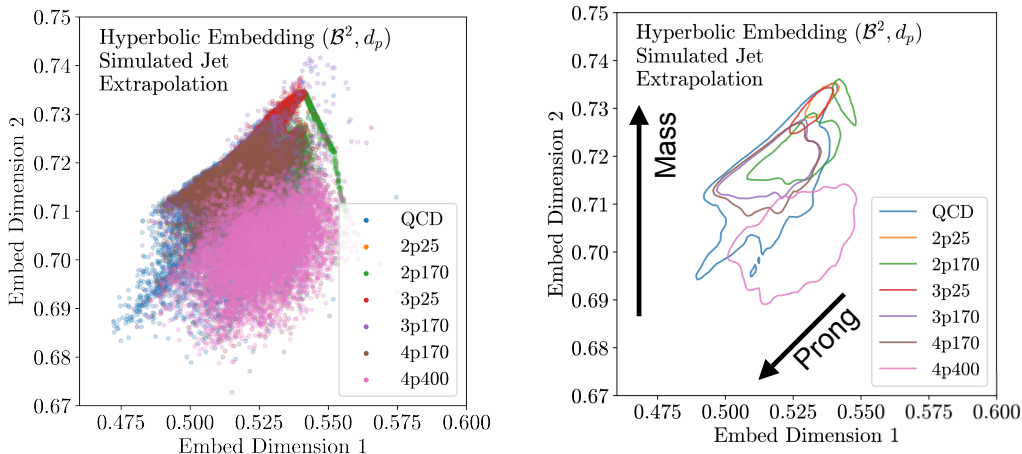 Hyperbolic Embedding (𝓑², dₚ)
Simulated Jet
Extrapolation
Embed Dimension 2
0.75
0.74
0.73
0.72
0.71
0.70
0.69
0.68
0.67
QCD
2p25
2p170
3p25
3p170
4p170
4p400
0.475 0.500 0.525 0.550 0.575 0.600
Embed Dimension 1
Hyperbolic Embedding (𝓑², dₚ)
Simulated Jet
Extrapolation
Embed Dimension 2
0.75
0.74
0.73
0.72
0.71
0.70
0.69
0.68
0.67
Mass
Prong
QCD
2p25
2p170
3p25
3p170
4p170
4p400
0.475 0.500 0.525 0.550 0.575 0.600
Embed Dimension 1